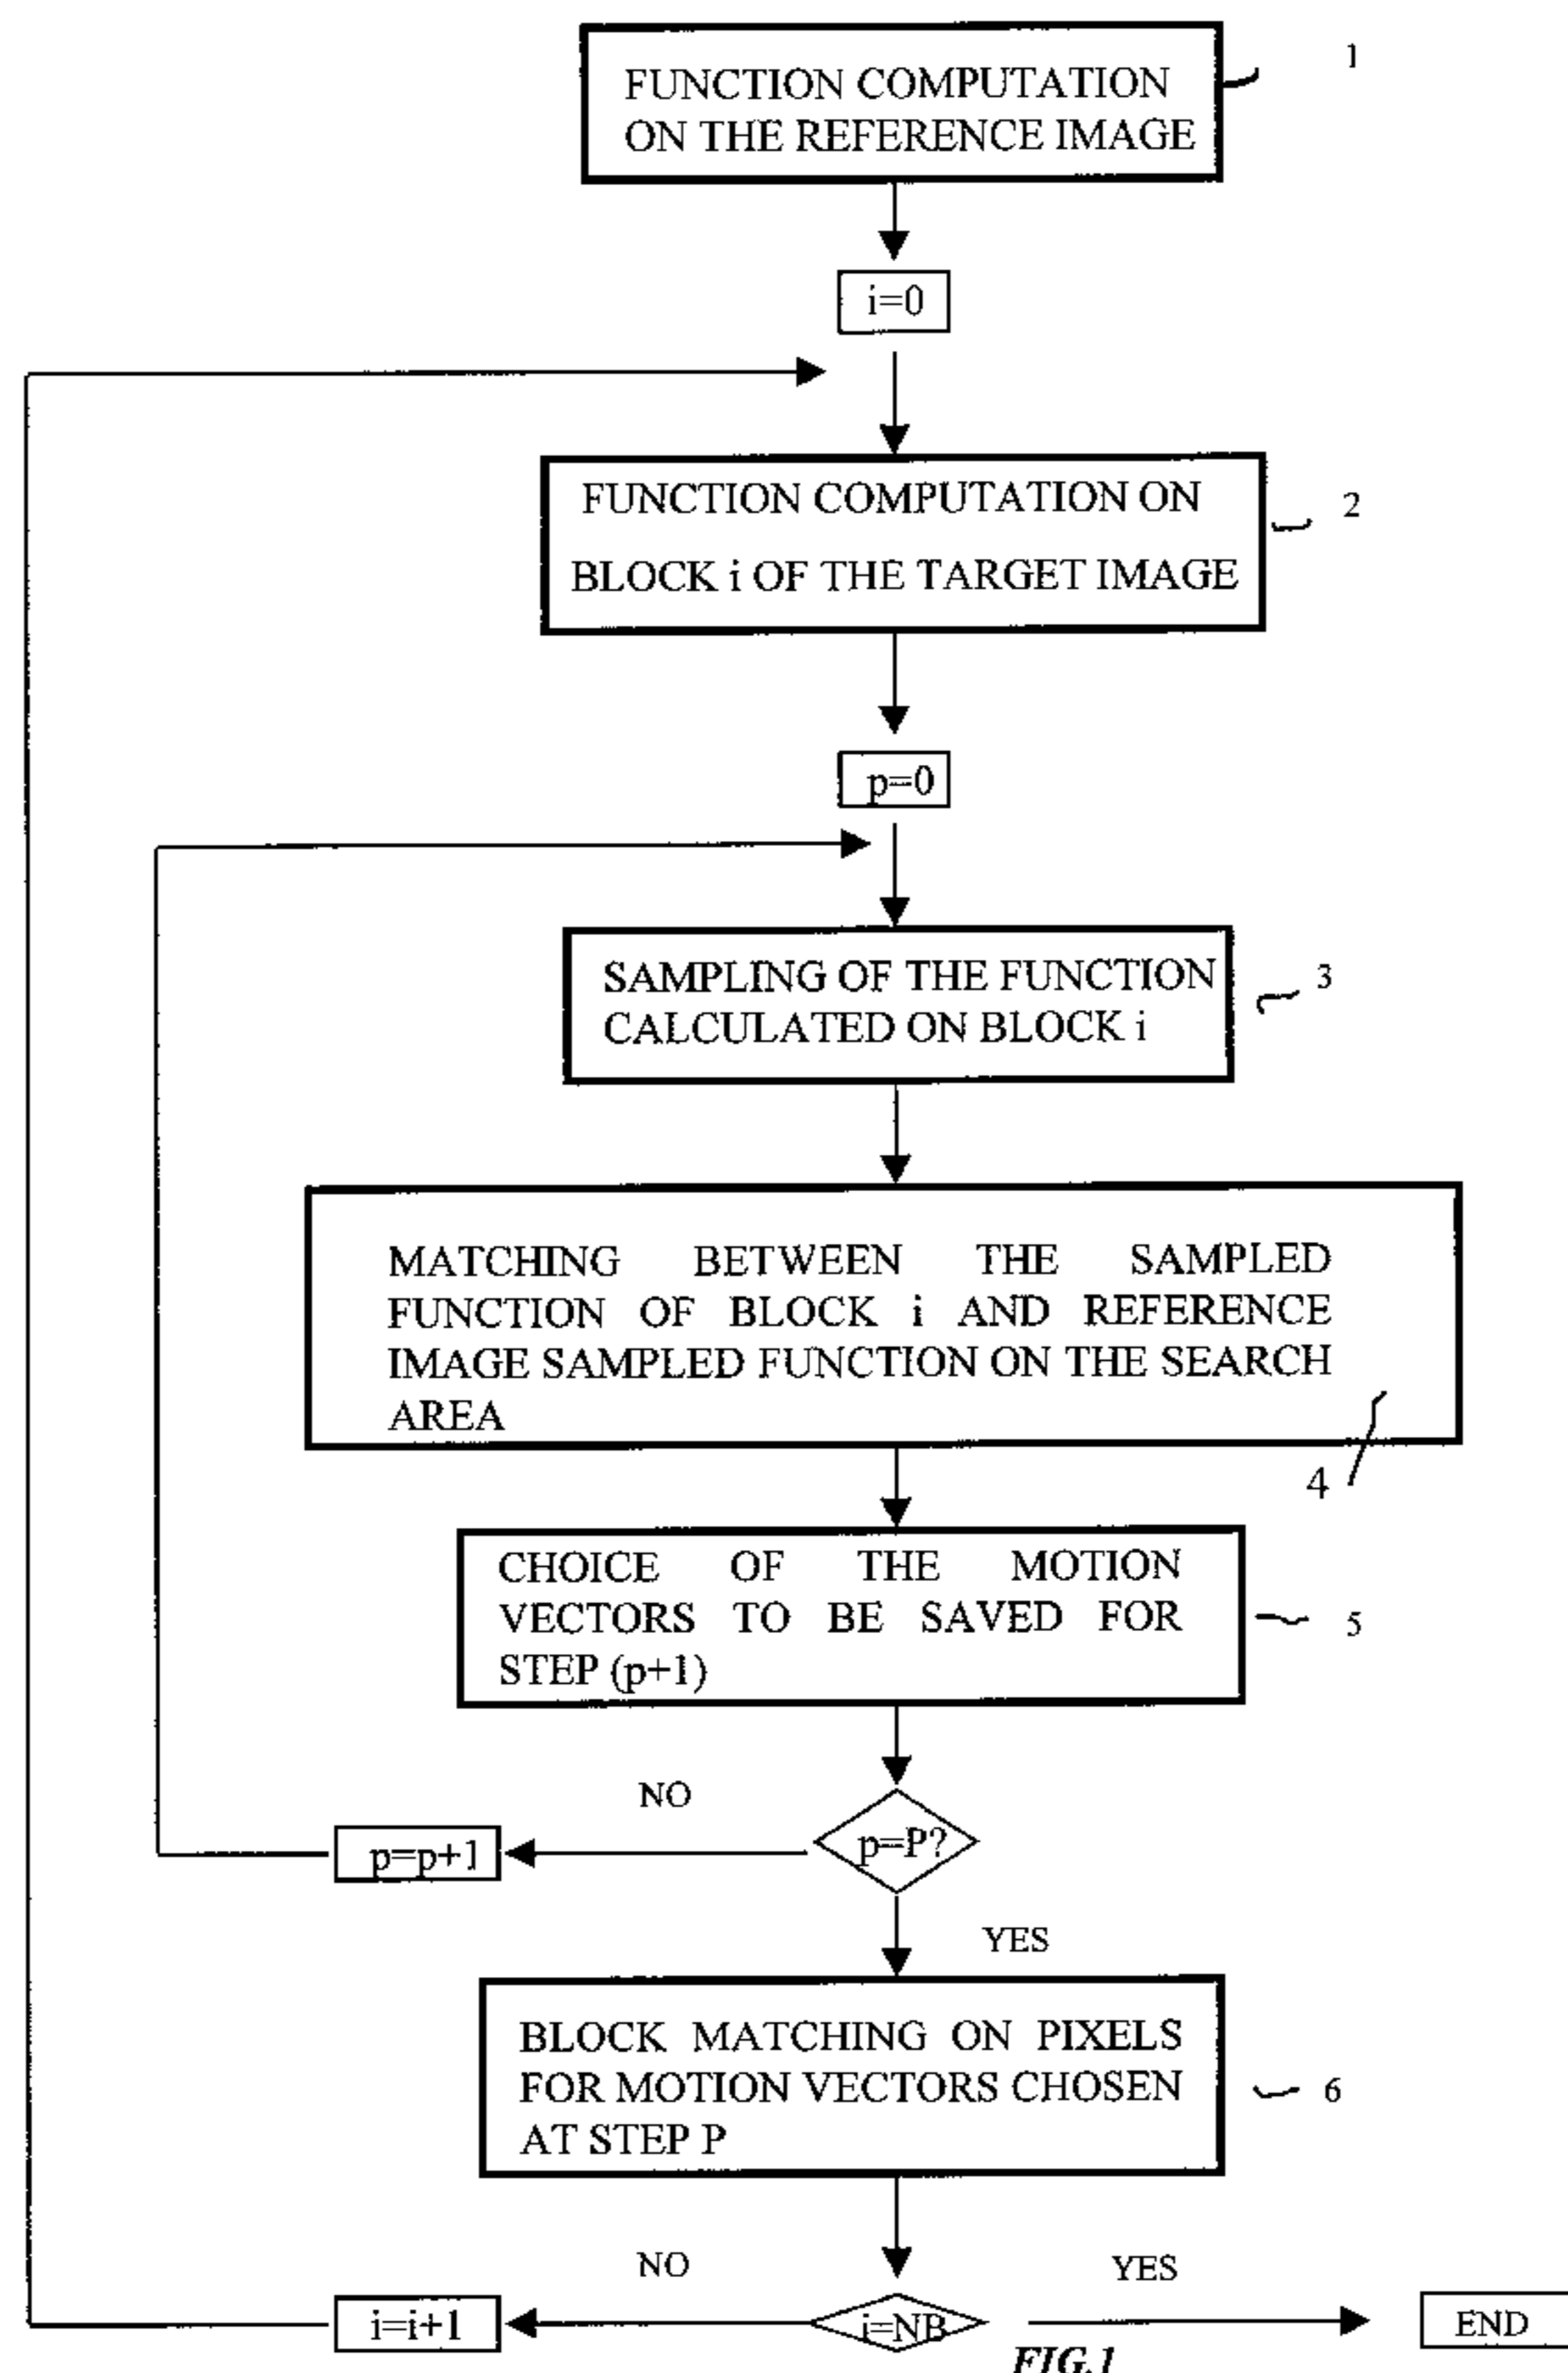 FUNCTION COMPUTATION
ON THE REFERENCE IMAGE
1
i=0
FUNCTION COMPUTATION ON
BLOCK i OF THE TARGET IMAGE
2
p=0
SAMPLING OF THE FUNCTION
CALCULATED ON BLOCK i
3
MATCHING BETWEEN THE SAMPLED
FUNCTION OF BLOCK i AND REFERENCE
IMAGE SAMPLED FUNCTION ON THE SEARCH
AREA
4
CHOICE OF THE MOTION
VECTORS TO BE SAVED FOR
STEP (p+1)
5
NO
p=P?
p=p+1
YES
BLOCK MATCHING ON PIXELS
FOR MOTION VECTORS CHOSEN
AT STEP P
6
NO
YES
i=i+1
i=NB
END
FIG.1